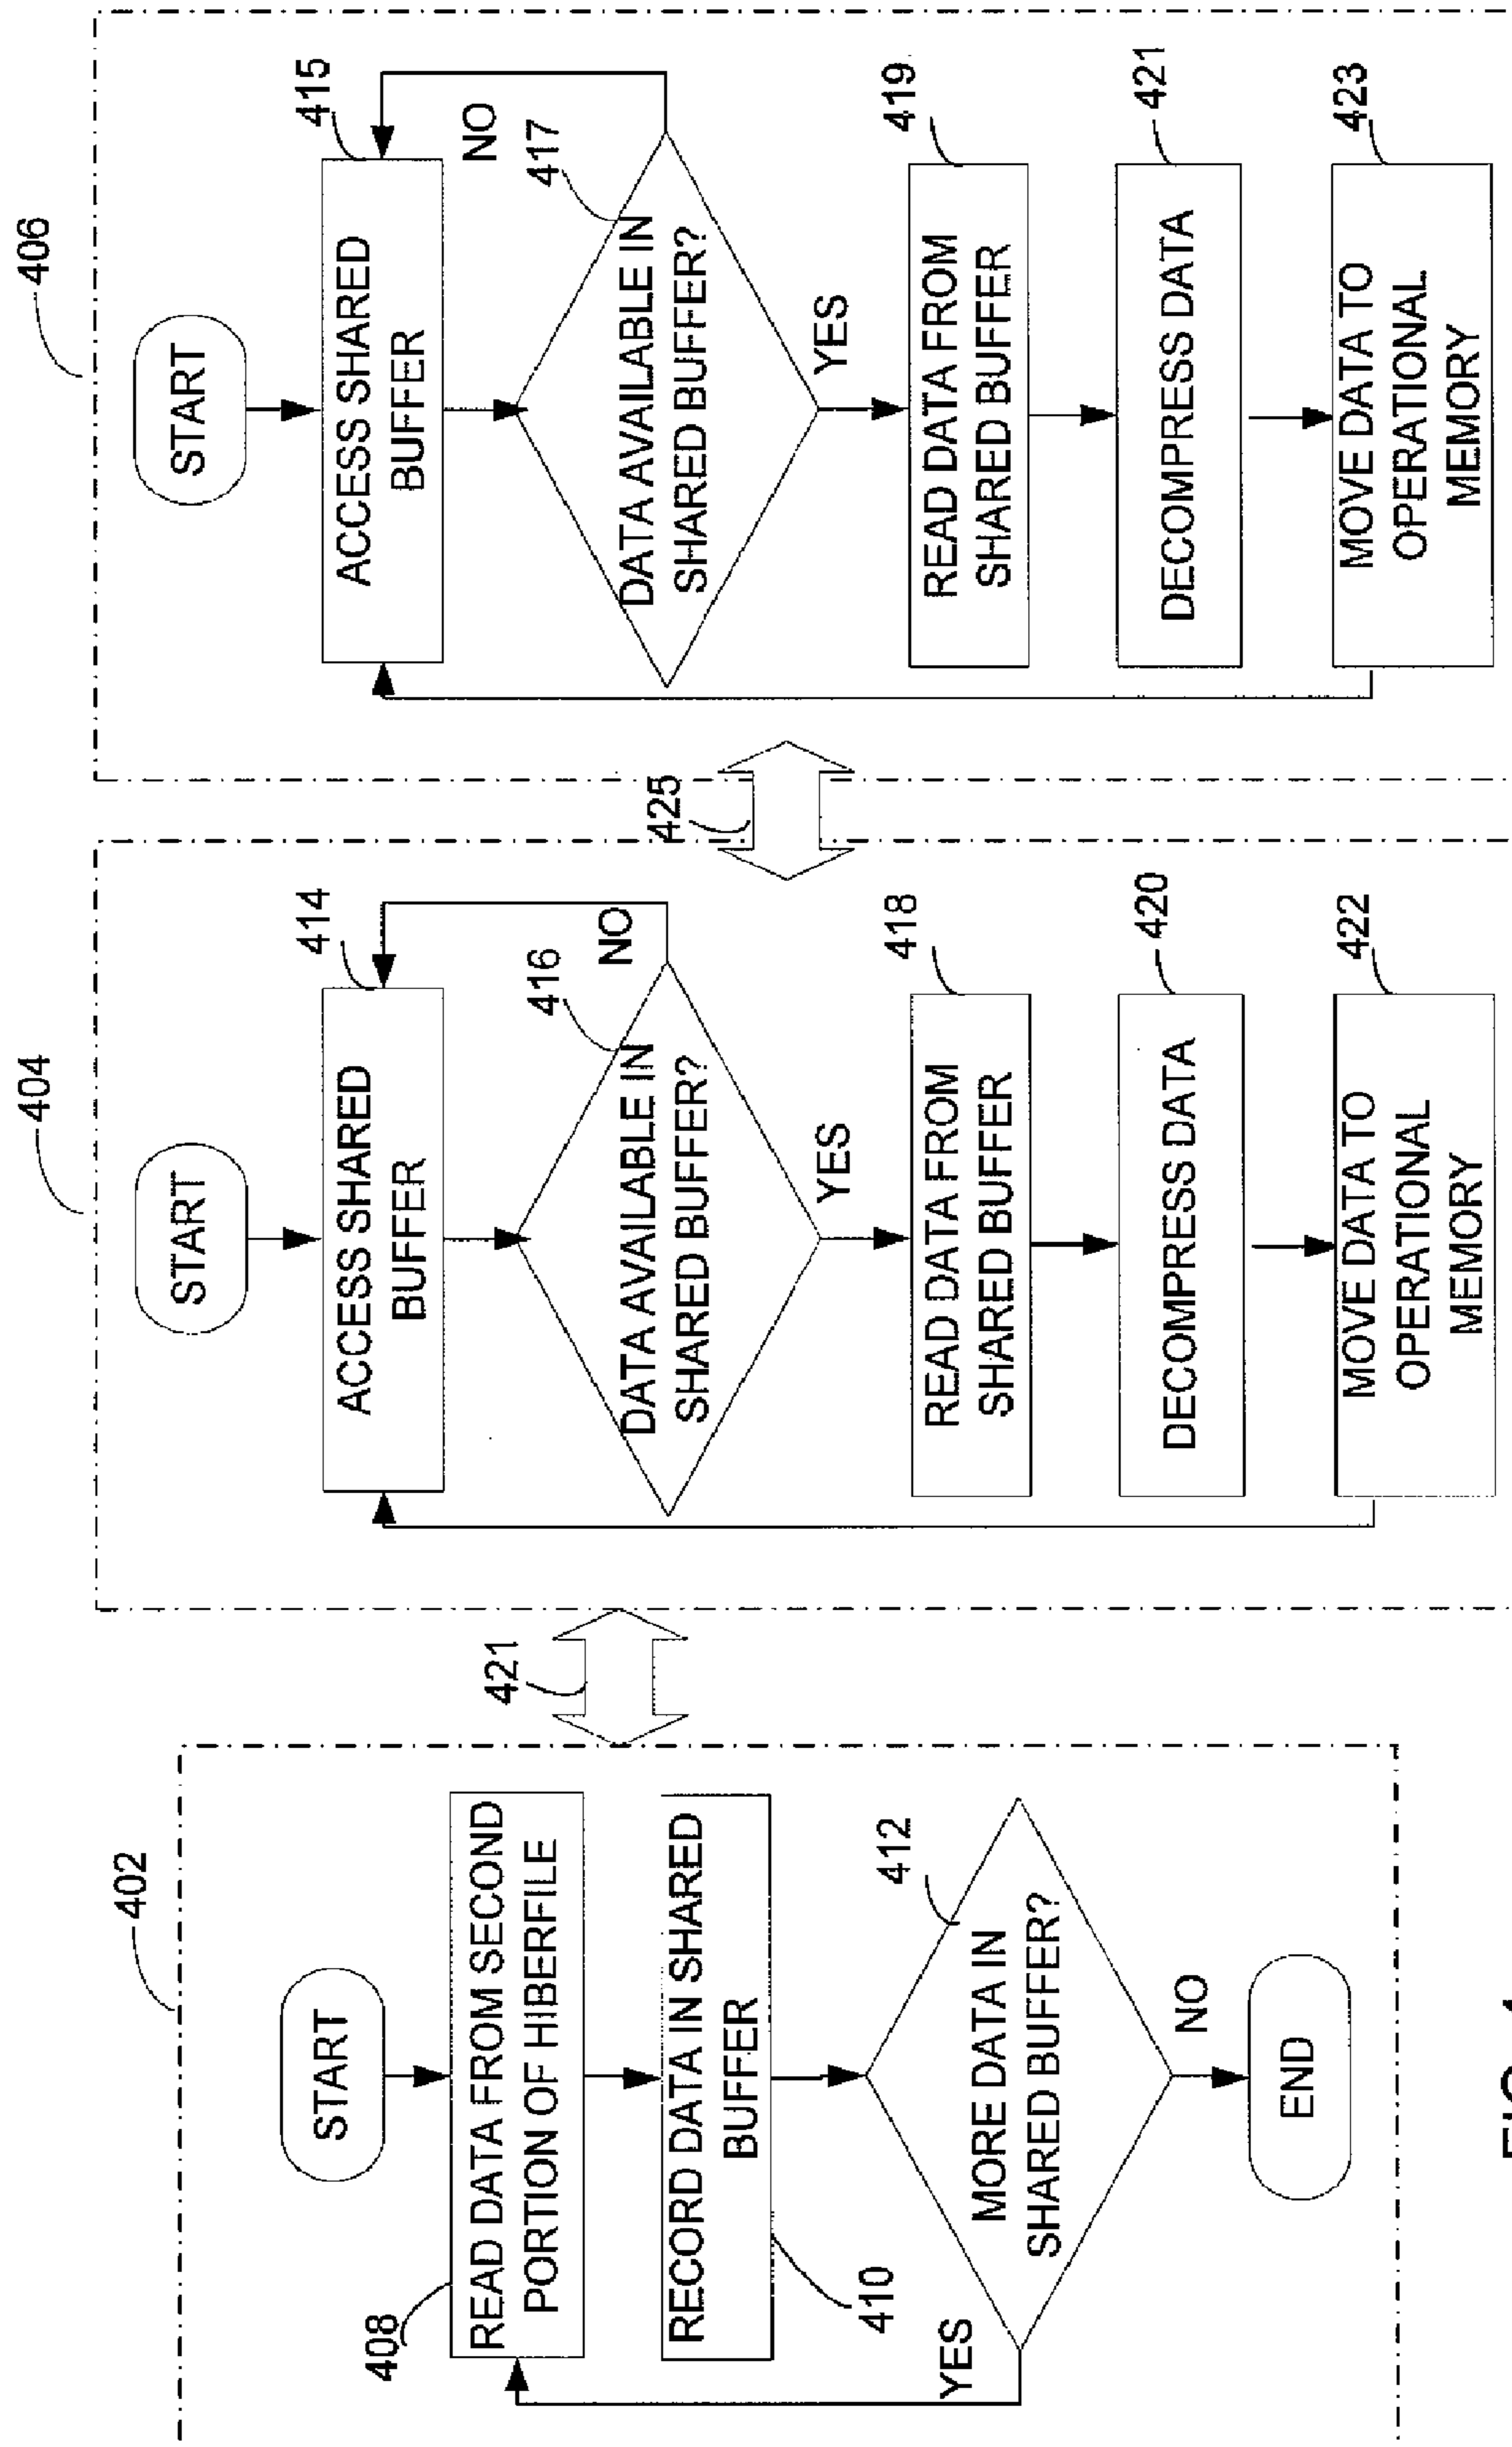 402
START
READ DATA FROM SECOND
PORTION OF HIBERFILE
408
RECORD DATA IN SHARED
BUFFER
410
412
MORE DATA IN
SHARED BUFFER?
YES
NO
END
421
404
START
414
ACCESS SHARED
BUFFER
416
NO
DATA AVAILABLE IN
SHARED BUFFER?
YES
418
READ DATA FROM
SHARED BUFFER
420
DECOMPRESS DATA
422
MOVE DATA TO
OPERATIONAL
MEMORY
425
406
START
415
ACCESS SHARED
BUFFER
NO
417
DATA AVAILABLE IN
SHARED BUFFER?
YES
419
READ DATA FROM
SHARED BUFFER
421
DECOMPRESS DATA
423
MOVE DATA TO
OPERATIONAL
MEMORY